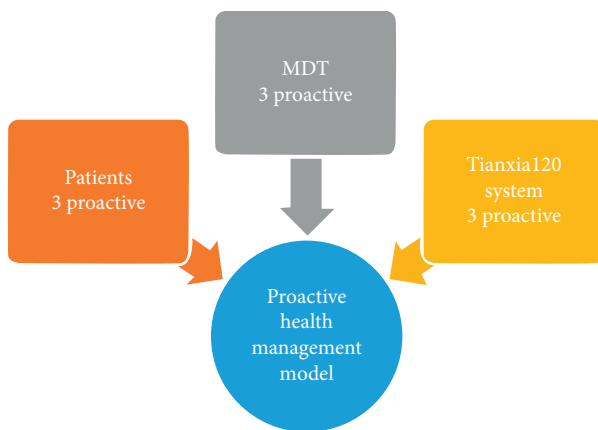 MDT
3 proactive
Patients
3 proactive
Tianxia120
system
3 proactive
Proactive
health
management
model